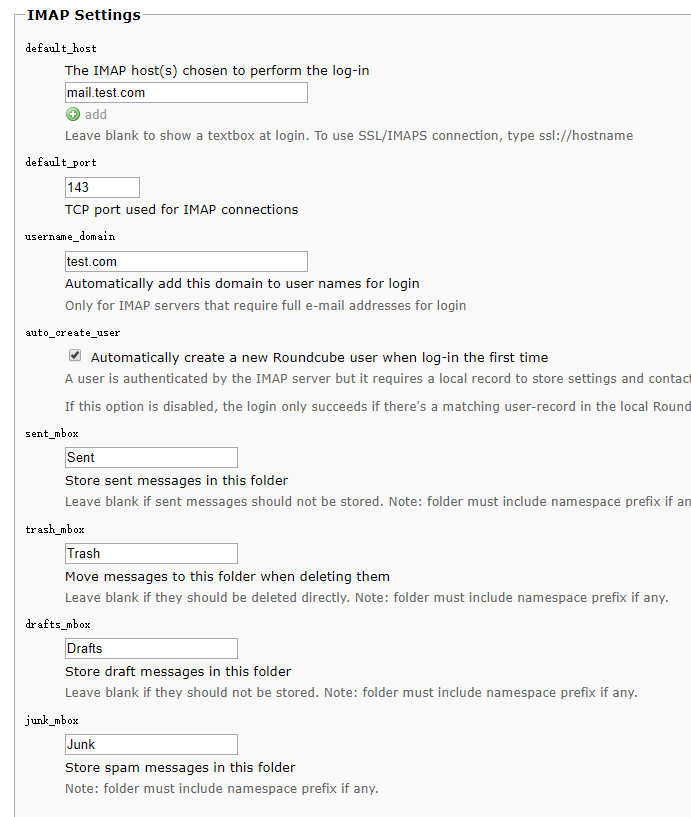 IMAP Settings
default_host
The IMAP host(s) chosen to perform the log-in
mail.test.com
add
Leave blank to show a textbox at login. To use SSL/IMAPS connection, type ssl://hostname
default_port
143
TCP port used for IMAP connections
username_domain
test.com
Automatically add this domain to user names for login
Only for IMAP servers that require full e-mail addresses for login
auto_create_user
Automatically create a new Roundcube user when log-in the first time
A user is authenticated by the IMAP server but it requires a local record to store settings and contact
If this option is disabled, the login only succeeds if there's a matching user-record in the local Round
sent_mbox
Sent
Store sent messages in this folder
Leave blank if sent messages should not be stored. Note: folder must include namespace prefix if an
trash_mbox
Trash
Move messages to this folder when deleting them
Leave blank if they should be deleted directly. Note: folder must include namespace prefix if any.
drafts_mbox
Drafts
Store draft messages in this folder
Leave blank if they should not be stored. Note: folder must include namespace prefix if any.
junk_mbox
Junk
Store spam messages in this folder
Note: folder must include namespace prefix if any.